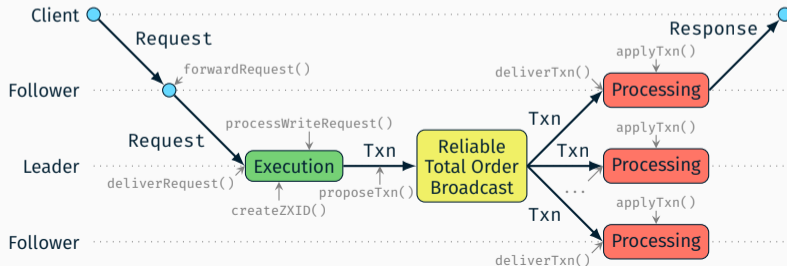 Client
Request
Response
applyTxn()
forwardRequest()
deliverTxn()
Follower
Processing
Txn
processWriteRequest()
Request
applyTxn()
Reliable
Total Order
Broadcast
Txn
Txn
Leader
Execution
Processing
deliverRequest()
proposeTxn()
...
createZXID()
applyTxn()
Txn
Follower
Processing
deliverTxn()